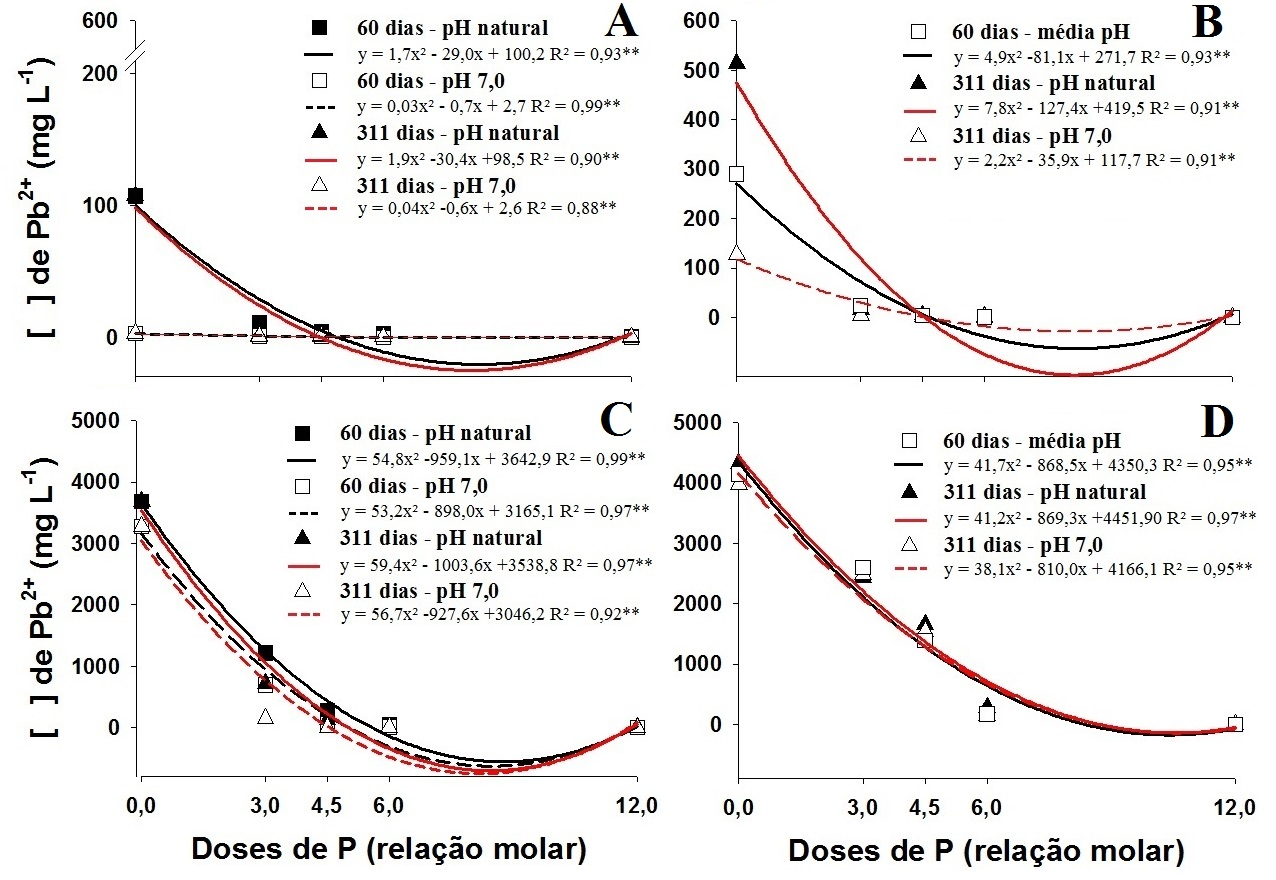 600
A
60 dias - pH natural
y = 1,7x² - 29,0x + 100,2 R² = 0,93**
200
60 dias - pH 7,0
y = 0,03x² - 0,7x + 2,7 R² = 0,99**
311 dias - pH natural
y = 1,9x² -30,4x +98,5 R² = 0,90**
311 dias - pH 7,0
y = 0,04x² -0,6x + 2,6 R² = 0,88**
100
0
[ ] de Pb²⁺ (mg L⁻¹)
600
B
60 dias - média pH
y = 4,9x² -81,1x + 271,7 R² = 0,93**
500
311 dias - pH natural
y = 7,8x² - 127,4x +419,5 R² = 0,91**
400
311 dias - pH 7,0
y = 2,2x² - 35,9x + 117,7 R² = 0,91**
300
200
100
0
5000
C
60 dias - pH natural
y = 54,8x² -959,1x + 3642,9 R² = 0,99**
4000
60 dias - pH 7,0
y = 53,2x² - 898,0x + 3165,1 R² = 0,97**
311 dias - pH natural
3000
y = 59,4x² - 1003,6x +3538,8 R² = 0,97**
311 dias - pH 7,0
y = 56,7x² -927,6x +3046,2 R² = 0,92**
2000
1000
0
[ ] de Pb²⁺ (mg L⁻¹)
0,0 3,0 4,5 6,0 12,0
Doses de P (relação molar)
5000
D
60 dias - média pH
y = 41,7x² - 868,5x + 4350,3 R² = 0,95**
4000
311 dias - pH natural
y = 41,2x² - 869,3x +4451,90 R² = 0,97**
3000
311 dias - pH 7,0
y = 38,1x² - 810,0x + 4166,1 R² = 0,95**
2000
1000
0
0,0 3,0 4,5 6,0 12,0
Doses de P (relação molar)